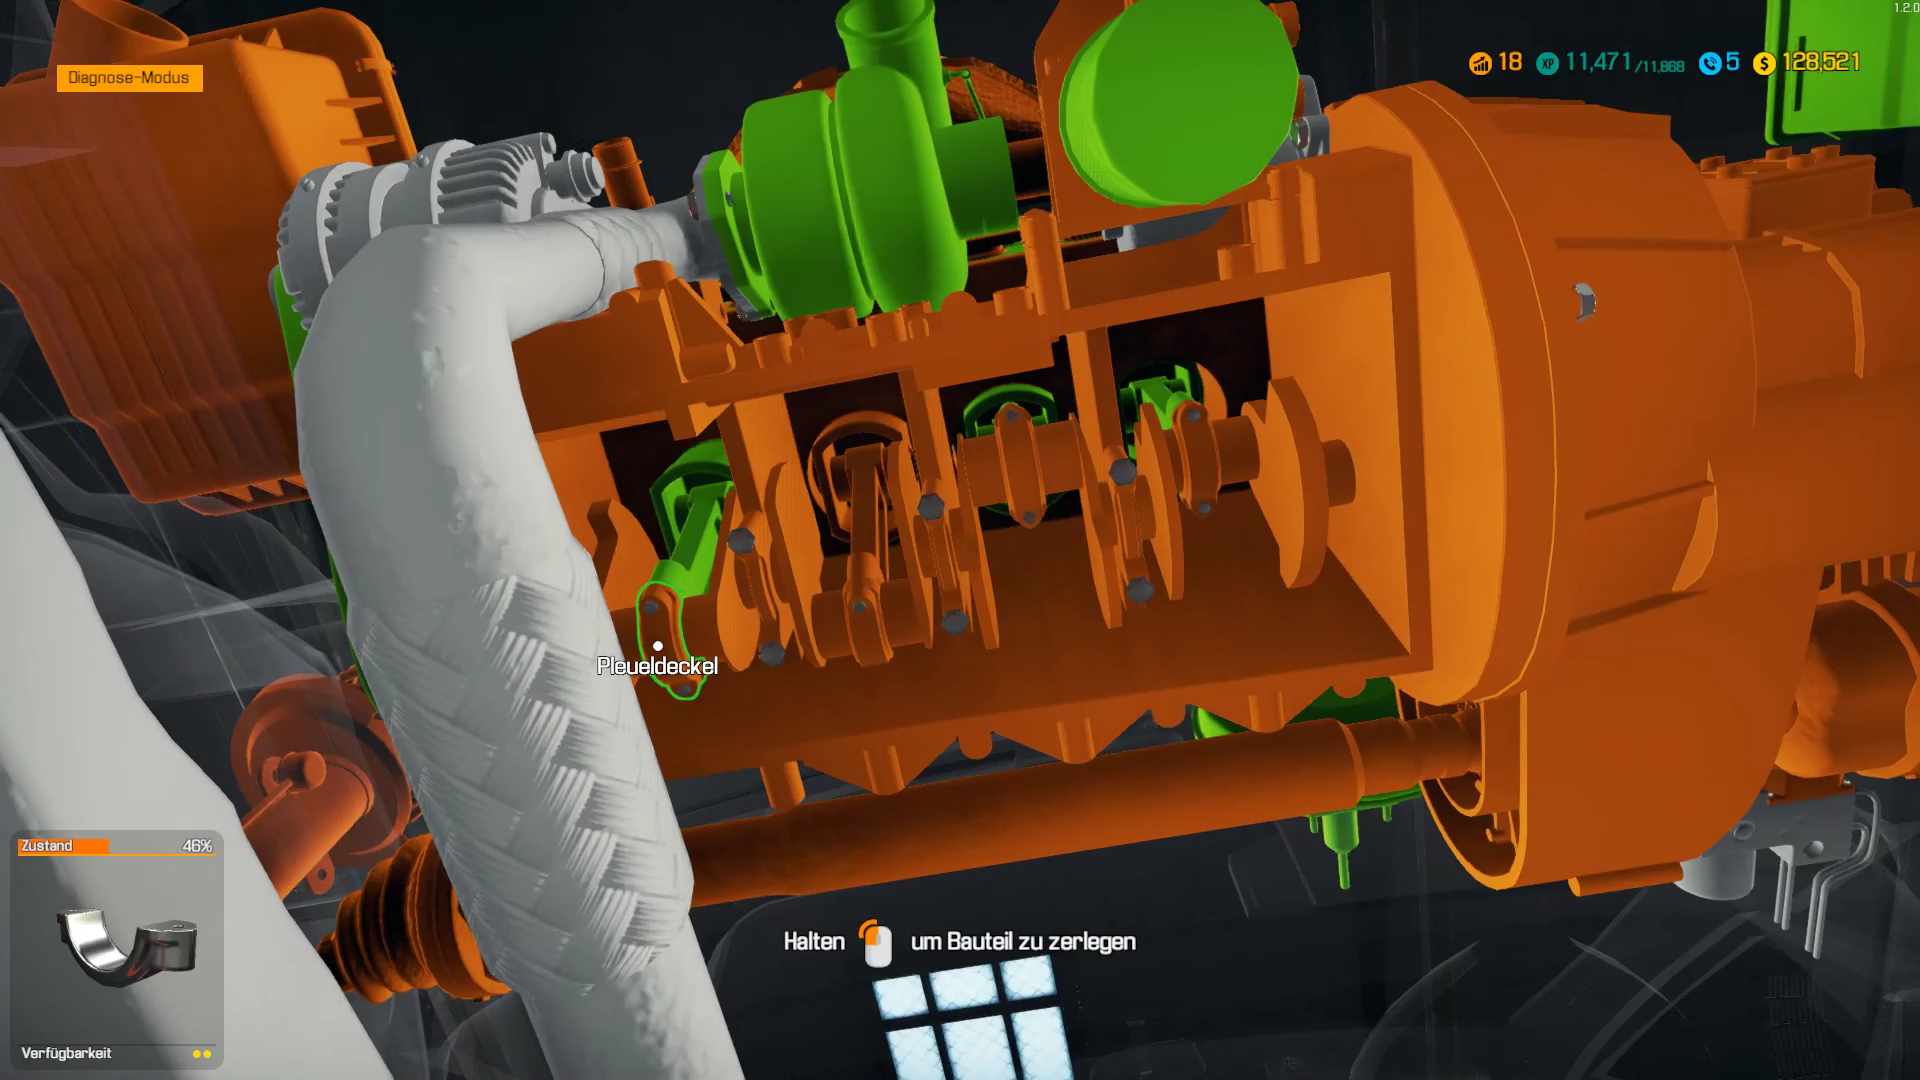 1.2.0
Diagnose-Modus
18 XP 11,471/11,868 5 $ 128,521
Pleueldeckel
Zustand 46%
Halten um Bauteil zu zerlegen
Verfügbarkeit